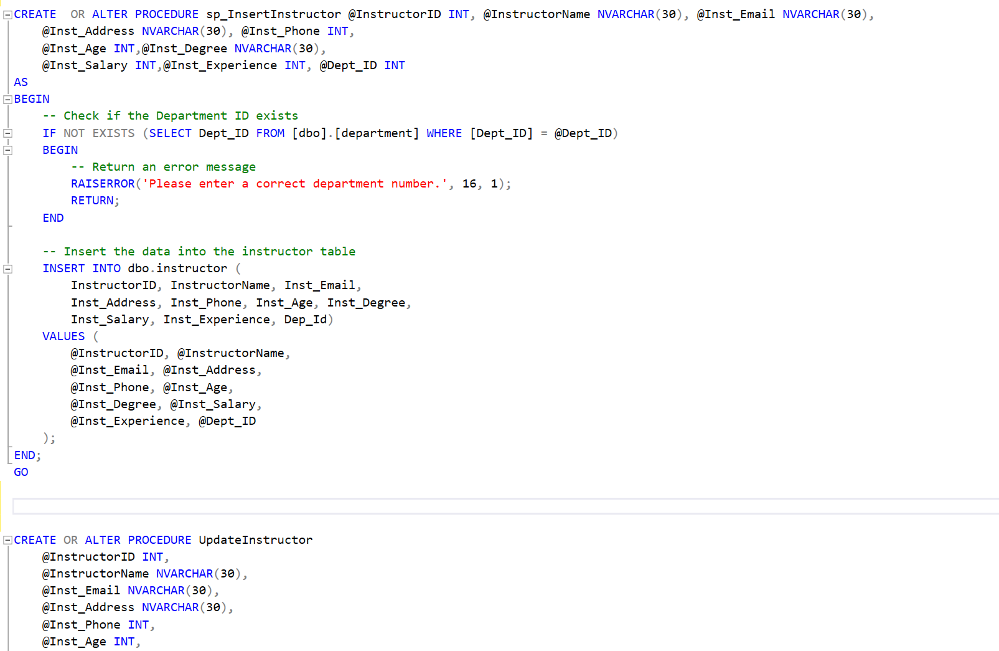 CREATE  OR ALTER PROCEDURE sp_InsertInstructor @InstructorID INT, @InstructorName NVARCHAR(30), @Inst_Email NVARCHAR(30),
    @Inst_Address NVARCHAR(30), @Inst_Phone INT,
    @Inst_Age INT,@Inst_Degree NVARCHAR(30),
    @Inst_Salary INT,@Inst_Experience INT, @Dept_ID INT
AS
BEGIN
    -- Check if the Department ID exists
    IF NOT EXISTS (SELECT Dept_ID FROM [dbo].[department] WHERE [Dept_ID] = @Dept_ID)
    BEGIN
        -- Return an error message
        RAISERROR('Please enter a correct department number.', 16, 1);
        RETURN;
    END
    -- Insert the data into the instructor table
    INSERT INTO dbo.instructor (
        InstructorID, InstructorName, Inst_Email,
        Inst_Address, Inst_Phone, Inst_Age, Inst_Degree,
        Inst_Salary, Inst_Experience, Dep_Id)
    VALUES (
        @InstructorID, @InstructorName,
        @Inst_Email, @Inst_Address,
        @Inst_Phone, @Inst_Age,
        @Inst_Degree, @Inst_Salary,
        @Inst_Experience, @Dept_ID
    );
END;
GO
CREATE OR ALTER PROCEDURE UpdateInstructor
    @InstructorID INT,
    @InstructorName NVARCHAR(30),
    @Inst_Email NVARCHAR(30),
    @Inst_Address NVARCHAR(30),
    @Inst_Phone INT,
    @Inst_Age INT,